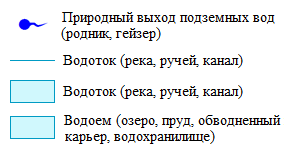 Природный выход подземных вод
(родник, гейзер)
Водоток (река, ручей, канал)
Водоток (река, ручей, канал)
Водоем (озеро, пруд, обводненный
карьер, водохранилище)